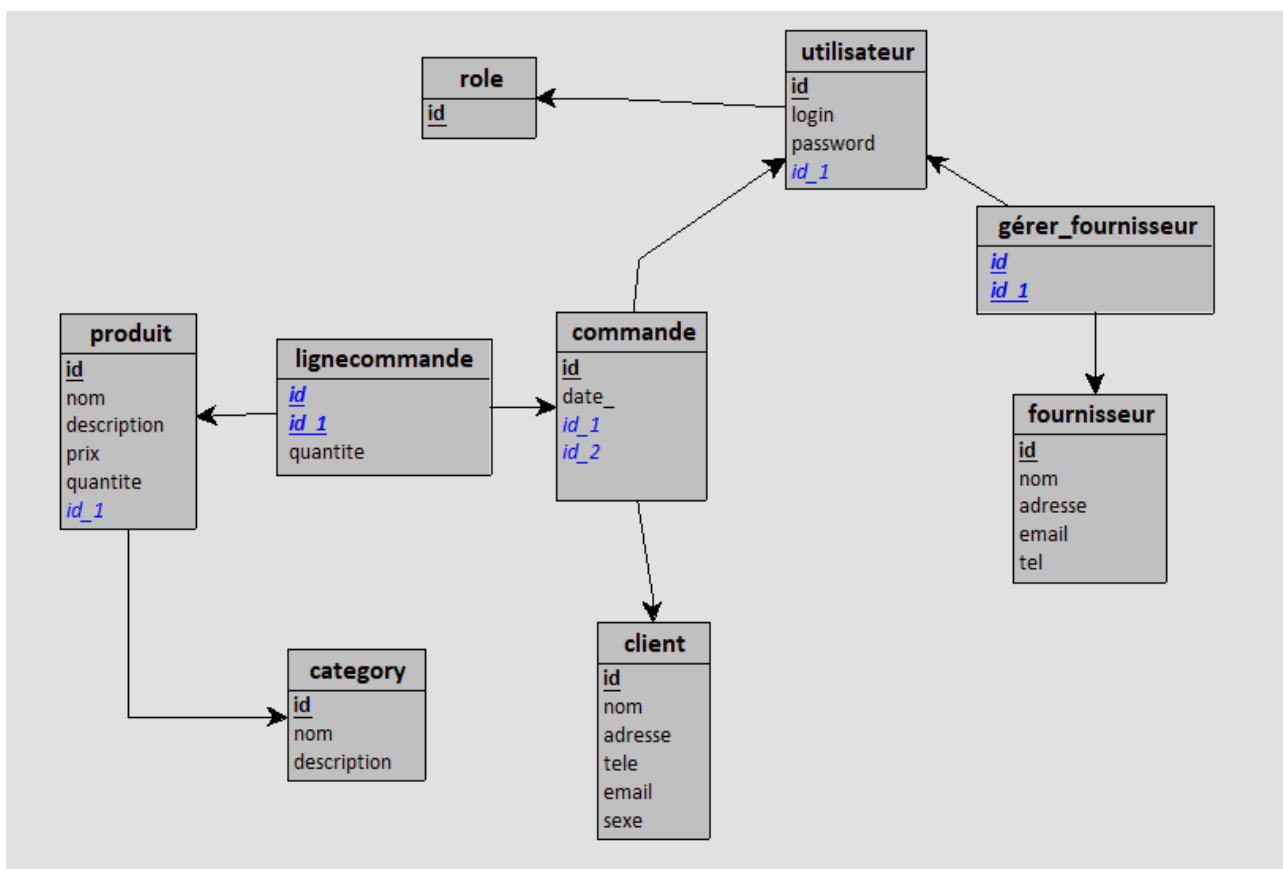 role
id
utilisateur
id
login
password
id_1
gérer_fournisseur
id
id_1
produit
id
nom
description
prix
quantite
id_1
lignecommande
id
id_1
quantite
commande
id
date_
id_1
id_2
fournisseur
id
nom
adresse
email
tel
category
id
nom
description
client
id
nom
adresse
tele
email
sexe